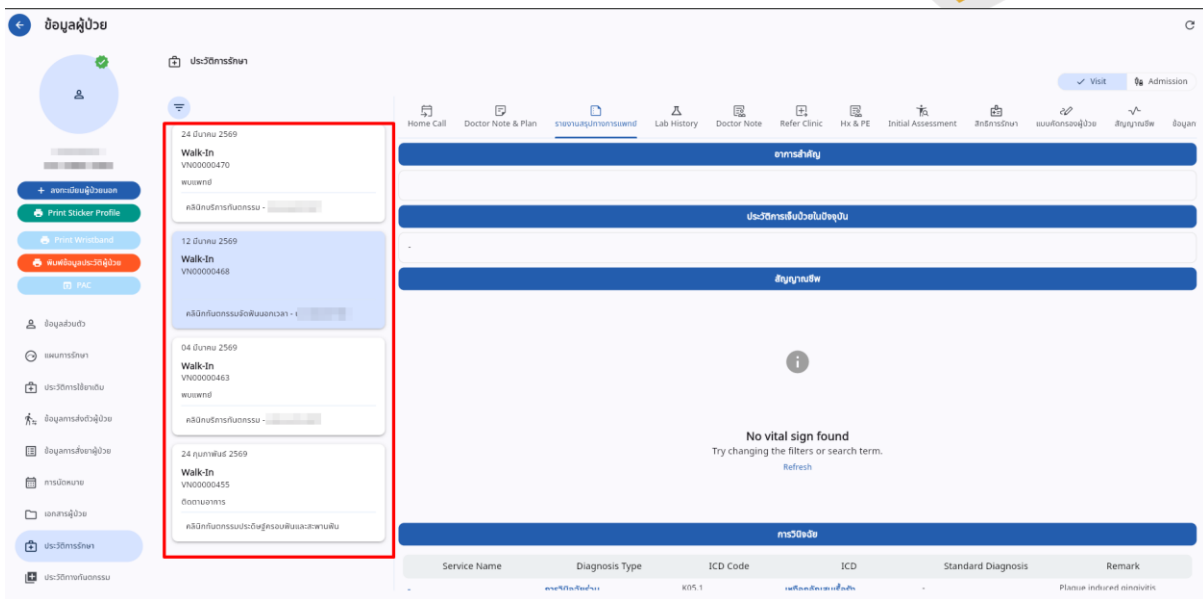 ข้อมูลผู้ป่วย
ประวัติการรักษา
Visit
Admission
ลงทะเบียนผู้ป่วยนอก
Print Sticker Profile
Print Wristband
พิมพ์ข้อมูลประวัติผู้ป่วย
PAC
ข้อมูลส่วนตัว
แผนการรักษา
ประวัติการใช้ยาเดิม
ข้อมูลการส่งตัวผู้ป่วย
ข้อมูลการสั่งยาผู้ป่วย
การนัดหมาย
เอกสารผู้ป่วย
ประวัติการรักษา
ประวัติทางทันตกรรม
24 มีนาคม 2569
Walk-In
VN00000470
พบแพทย์
คลินิกบริการทันตกรรม -
12 มีนาคม 2569
Walk-In
VN00000468
คลินิกทันตกรรมจัดฟันนอกเวลา -
04 มีนาคม 2569
Walk-In
VN00000463
พบแพทย์
คลินิกบริการทันตกรรม -
24 กุมภาพันธ์ 2569
Walk-In
VN00000455
ติดตามอาการ
คลินิกทันตกรรมประดิษฐ์ครอบฟันและสะพานฟัน
Home Call Doctor Note & Plan รายงานสรุปทางการแพทย์ Lab History Doctor Note Refer Clinic Hx & PE Initial Assessment สิทธิการรักษา แบบคัดกรองผู้ป่วย สัญญาณชีพ
อาการสำคัญ
ประวัติการเจ็บป่วยในปัจจุบัน
-
สัญญาณชีพ
No vital sign found
Try changing the filters or search term.
Refresh
การวินิจฉัย
Service Name Diagnosis Type ICD Code ICD Standard Diagnosis Remark
- K05.1 - Plaque induced gingivitis